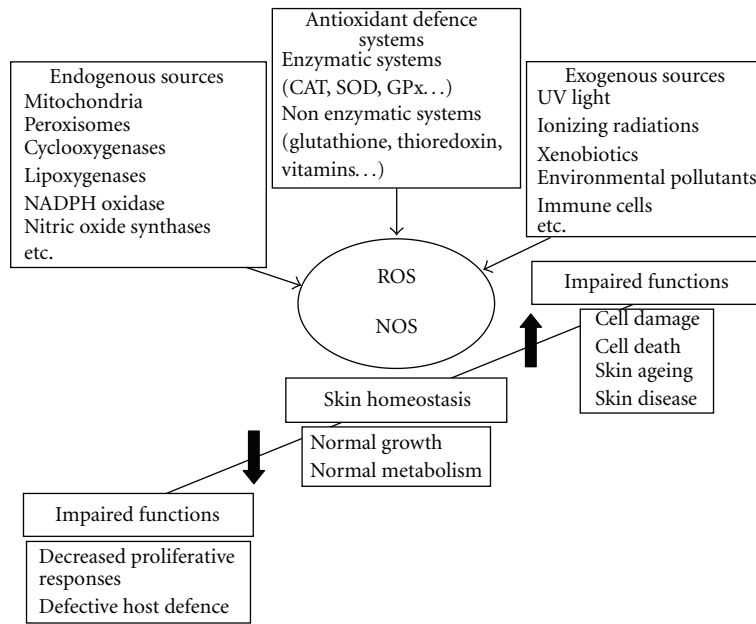 Antioxidant defence
systems
Enzymatic systems
(CAT, SOD, GPx...)
Non enzymatic systems
(glutathione, thioredoxin,
vitamins...)
Endogenous sources
Mitochondria
Peroxisomes
Cyclooxygenases
Lipoxygenases
NADPH oxidase
Nitric oxide synthases
etc.
Exogenous sources
UV light
Ionizing radiations
Xenobiotics
Environmental pollutants
Immune cells
etc.
ROS
NOS
Impaired functions
Cell damage
Cell death
Skin ageing
Skin disease
Skin homeostasis
Normal growth
Normal metabolism
Impaired functions
Decreased proliferative
responses
Defective host defence